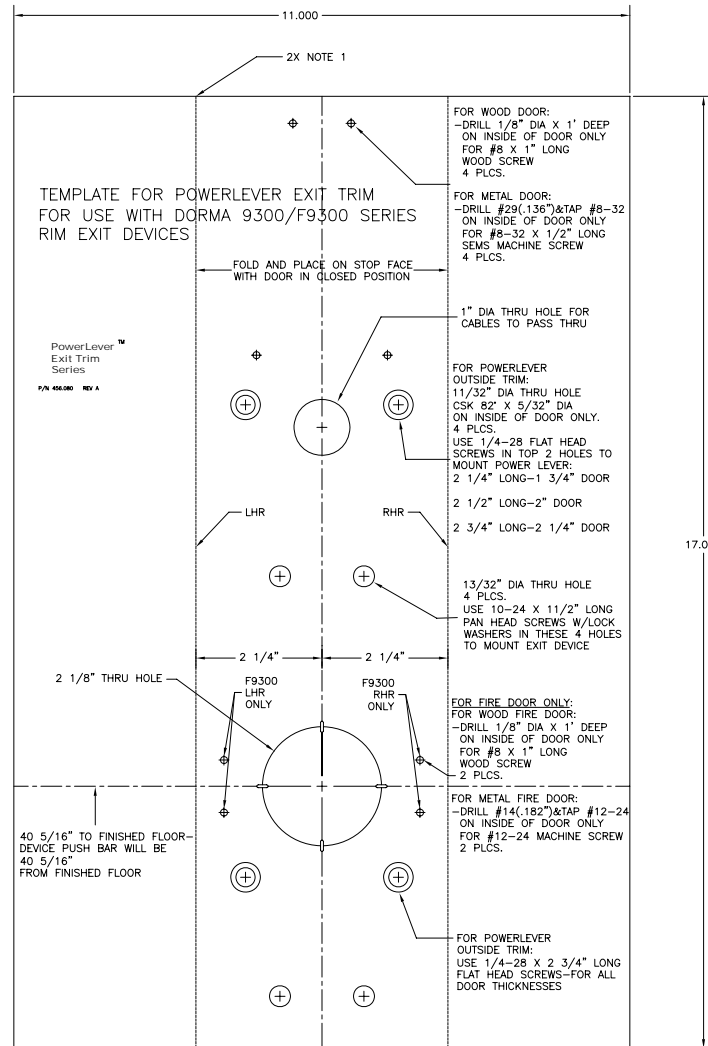 11.000
2X NOTE 1
FOR WOOD DOOR:
-DRILL 1/8" DIA X 1' DEEP
ON INSIDE OF DOOR ONLY
FOR #8 X 1" LONG
WOOD SCREW
4 PLCS.
TEMPLATE FOR POWERLEVER EXIT TRIM
FOR USE WITH DORMA 9300/F9300 SERIES
RIM EXIT DEVICES
FOR METAL DOOR:
-DRILL #29(.136")&TAP #8-32
ON INSIDE OF DOOR ONLY
FOR #8-32 X 1/2" LONG
SEMS MACHINE SCREW
4 PLCS.
FOLD AND PLACE ON STOP FACE
WITH DOOR IN CLOSED POSITION
1" DIA THRU HOLE FOR
CABLES TO PASS THRU
PowerLever ™
Exit Trim
Series
P/N 456.080 REV A
FOR POWERLEVER
OUTSIDE TRIM:
11/32" DIA THRU HOLE
CSK 82° X 5/32" DIA
ON INSIDE OF DOOR ONLY.
4 PLCS.
USE 1/4-28 FLAT HEAD
SCREWS IN TOP 2 HOLES TO
MOUNT POWER LEVER:
2 1/4" LONG-1 3/4" DOOR
2 1/2" LONG-2" DOOR
2 3/4" LONG-2 1/4" DOOR
LHR
RHR
17.0
13/32" DIA THRU HOLE
4 PLCS.
USE 10-24 X 11/2" LONG
PAN HEAD SCREWS W/LOCK
WASHERS IN THESE 4 HOLES
TO MOUNT EXIT DEVICE
2 1/4"
2 1/4"
2 1/8" THRU HOLE
F9300
LHR
ONLY
F9300
RHR
ONLY
FOR FIRE DOOR ONLY:
FOR WOOD FIRE DOOR:
-DRILL 1/8" DIA X 1' DEEP
ON INSIDE OF DOOR ONLY
FOR #8 X 1" LONG
WOOD SCREW
2 PLCS.
FOR METAL FIRE DOOR:
-DRILL #14(.182")&TAP #12-24
ON INSIDE OF DOOR ONLY
FOR #12-24 MACHINE SCREW
2 PLCS.
40 5/16" TO FINISHED FLOOR-
DEVICE PUSH BAR WILL BE
40 5/16"
FROM FINISHED FLOOR
FOR POWERLEVER
OUTSIDE TRIM:
USE 1/4-28 X 2 3/4" LONG
FLAT HEAD SCREWS-FOR ALL
DOOR THICKNESSES